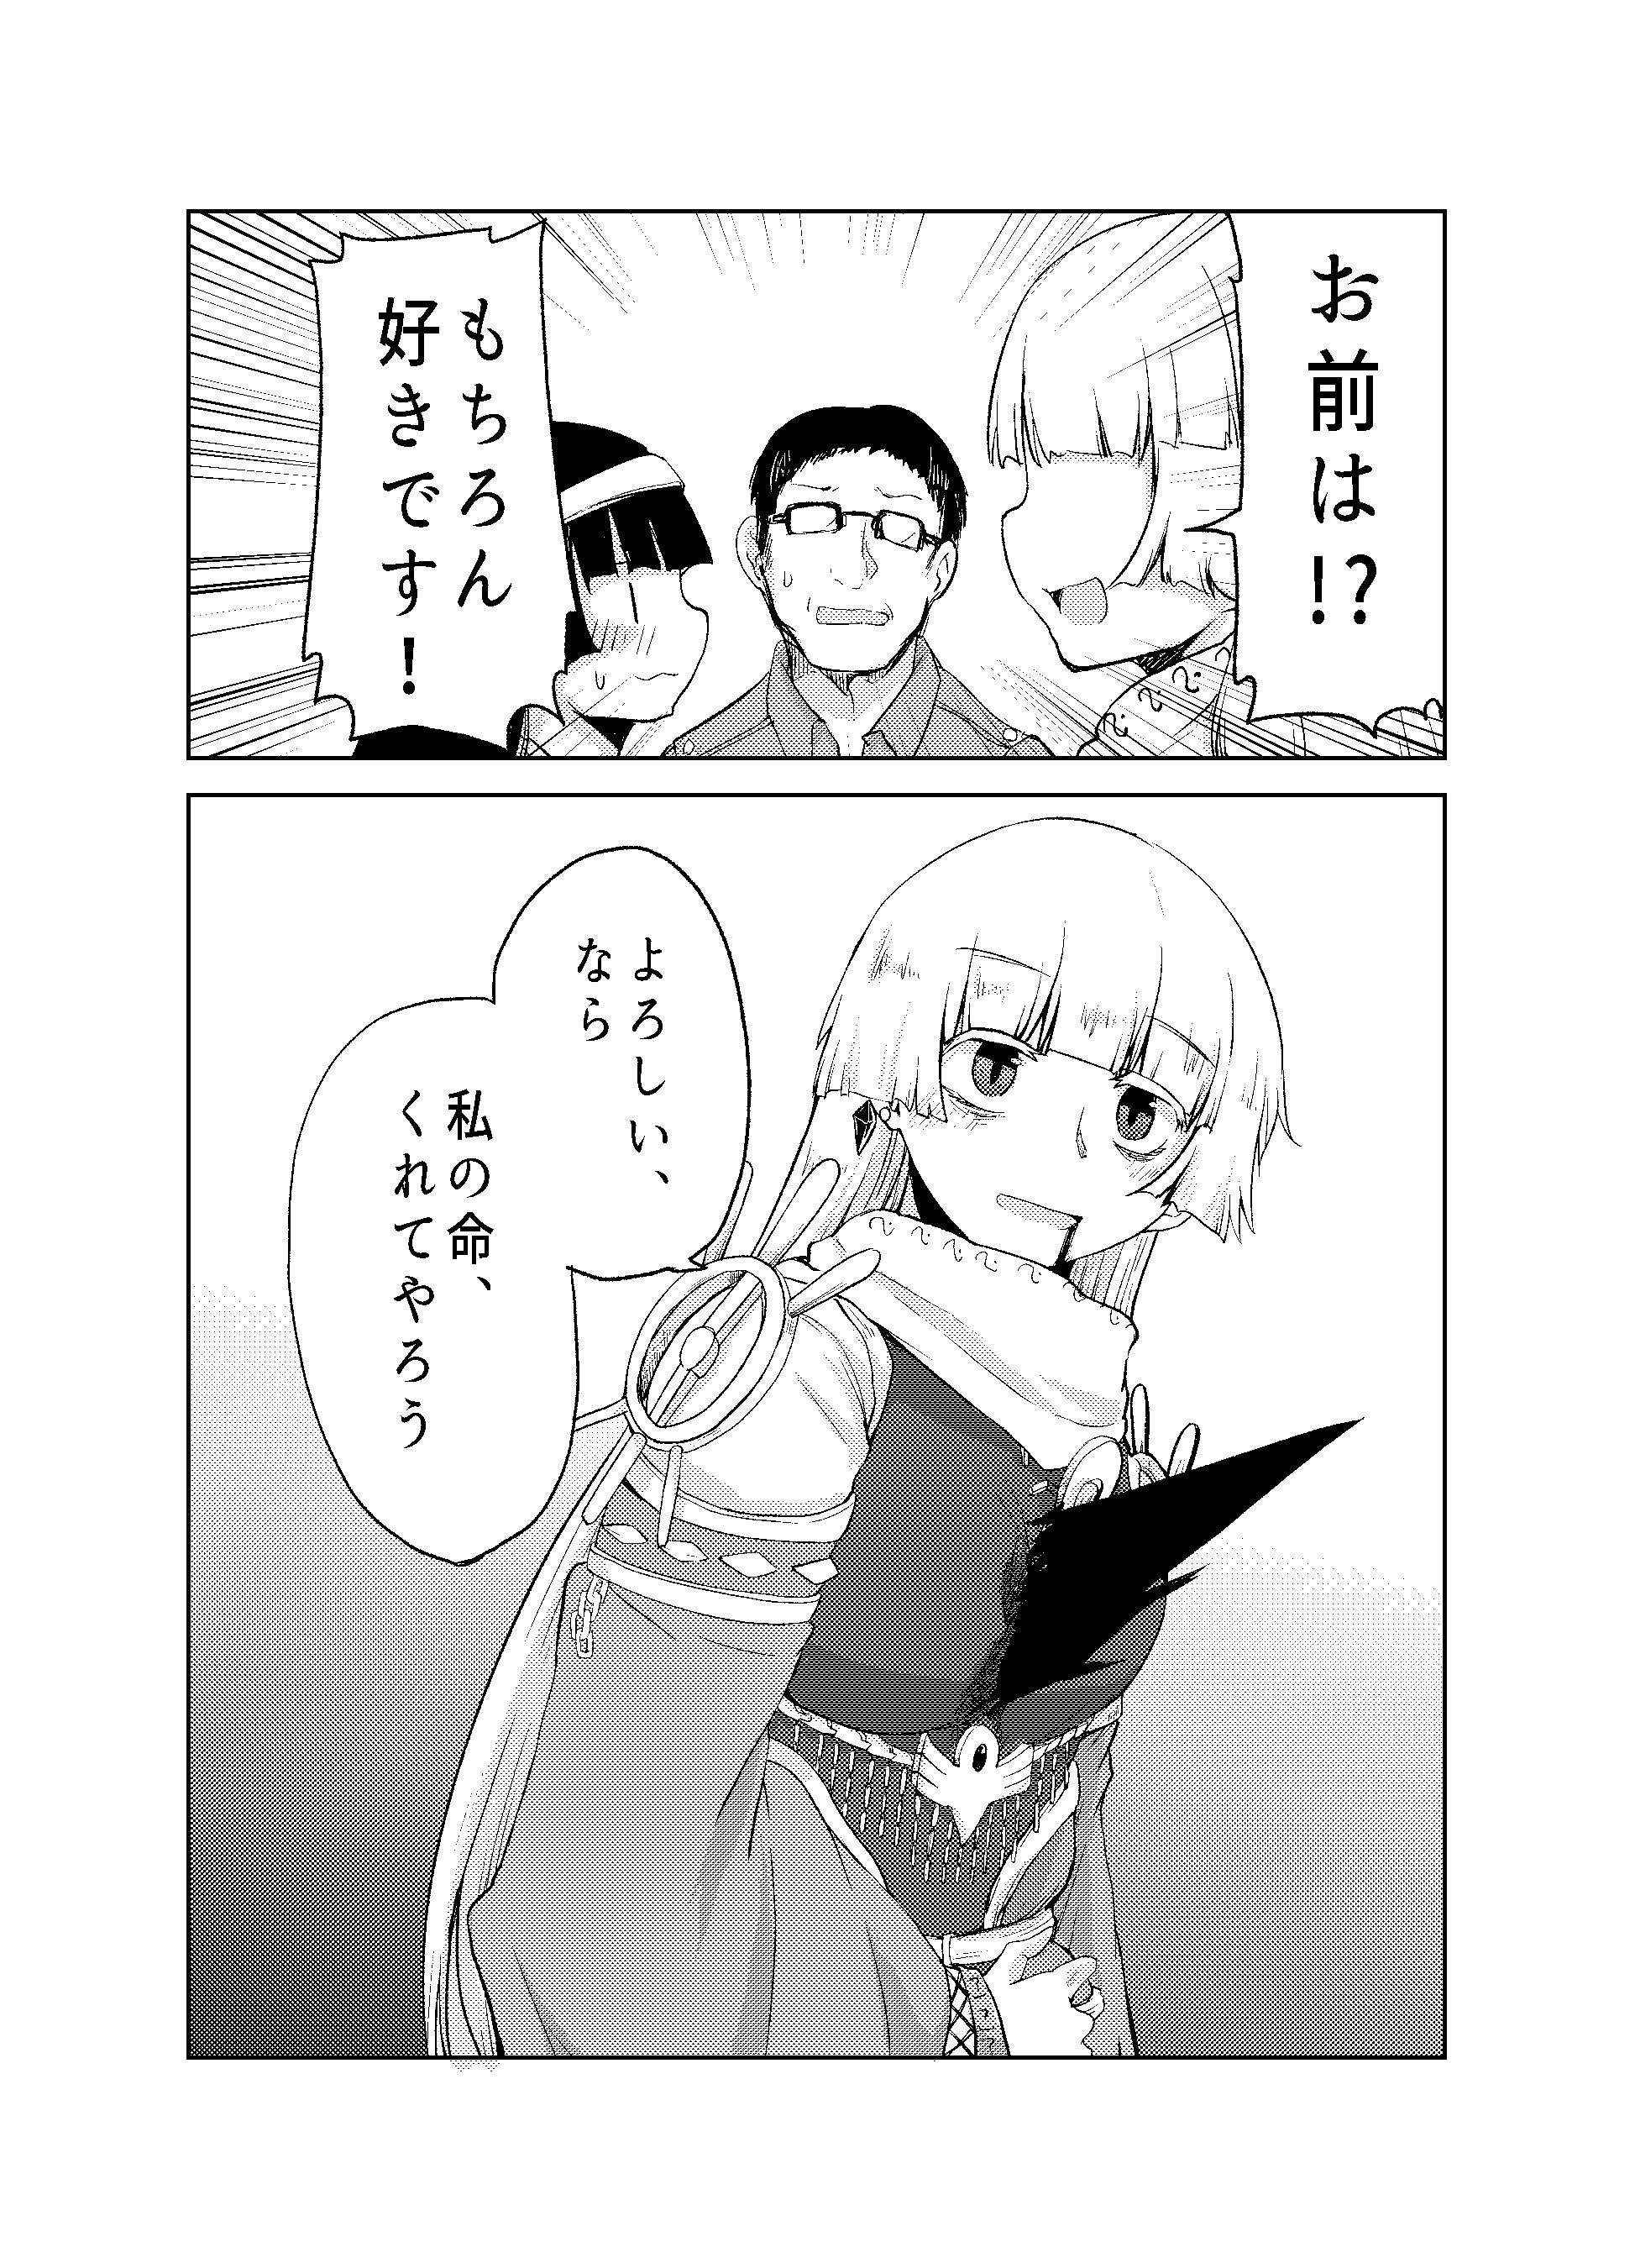 お前は!?
もちろん
好きです!
よろしい、
なら
私の命、
くれてやろう